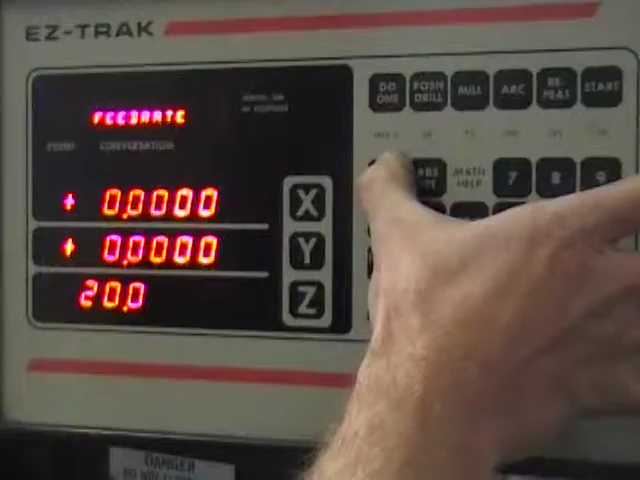 EZ-TRAK
DO ONE
POSN DRILL
MILL
ARC
RE-PEAT
START
FEEDRATE
EVENT CONVERSATION
ABS
MATH HELP
7
8
9
+ 0.0000
X
+ 0.0000
Y
20.0
Z
DANGER